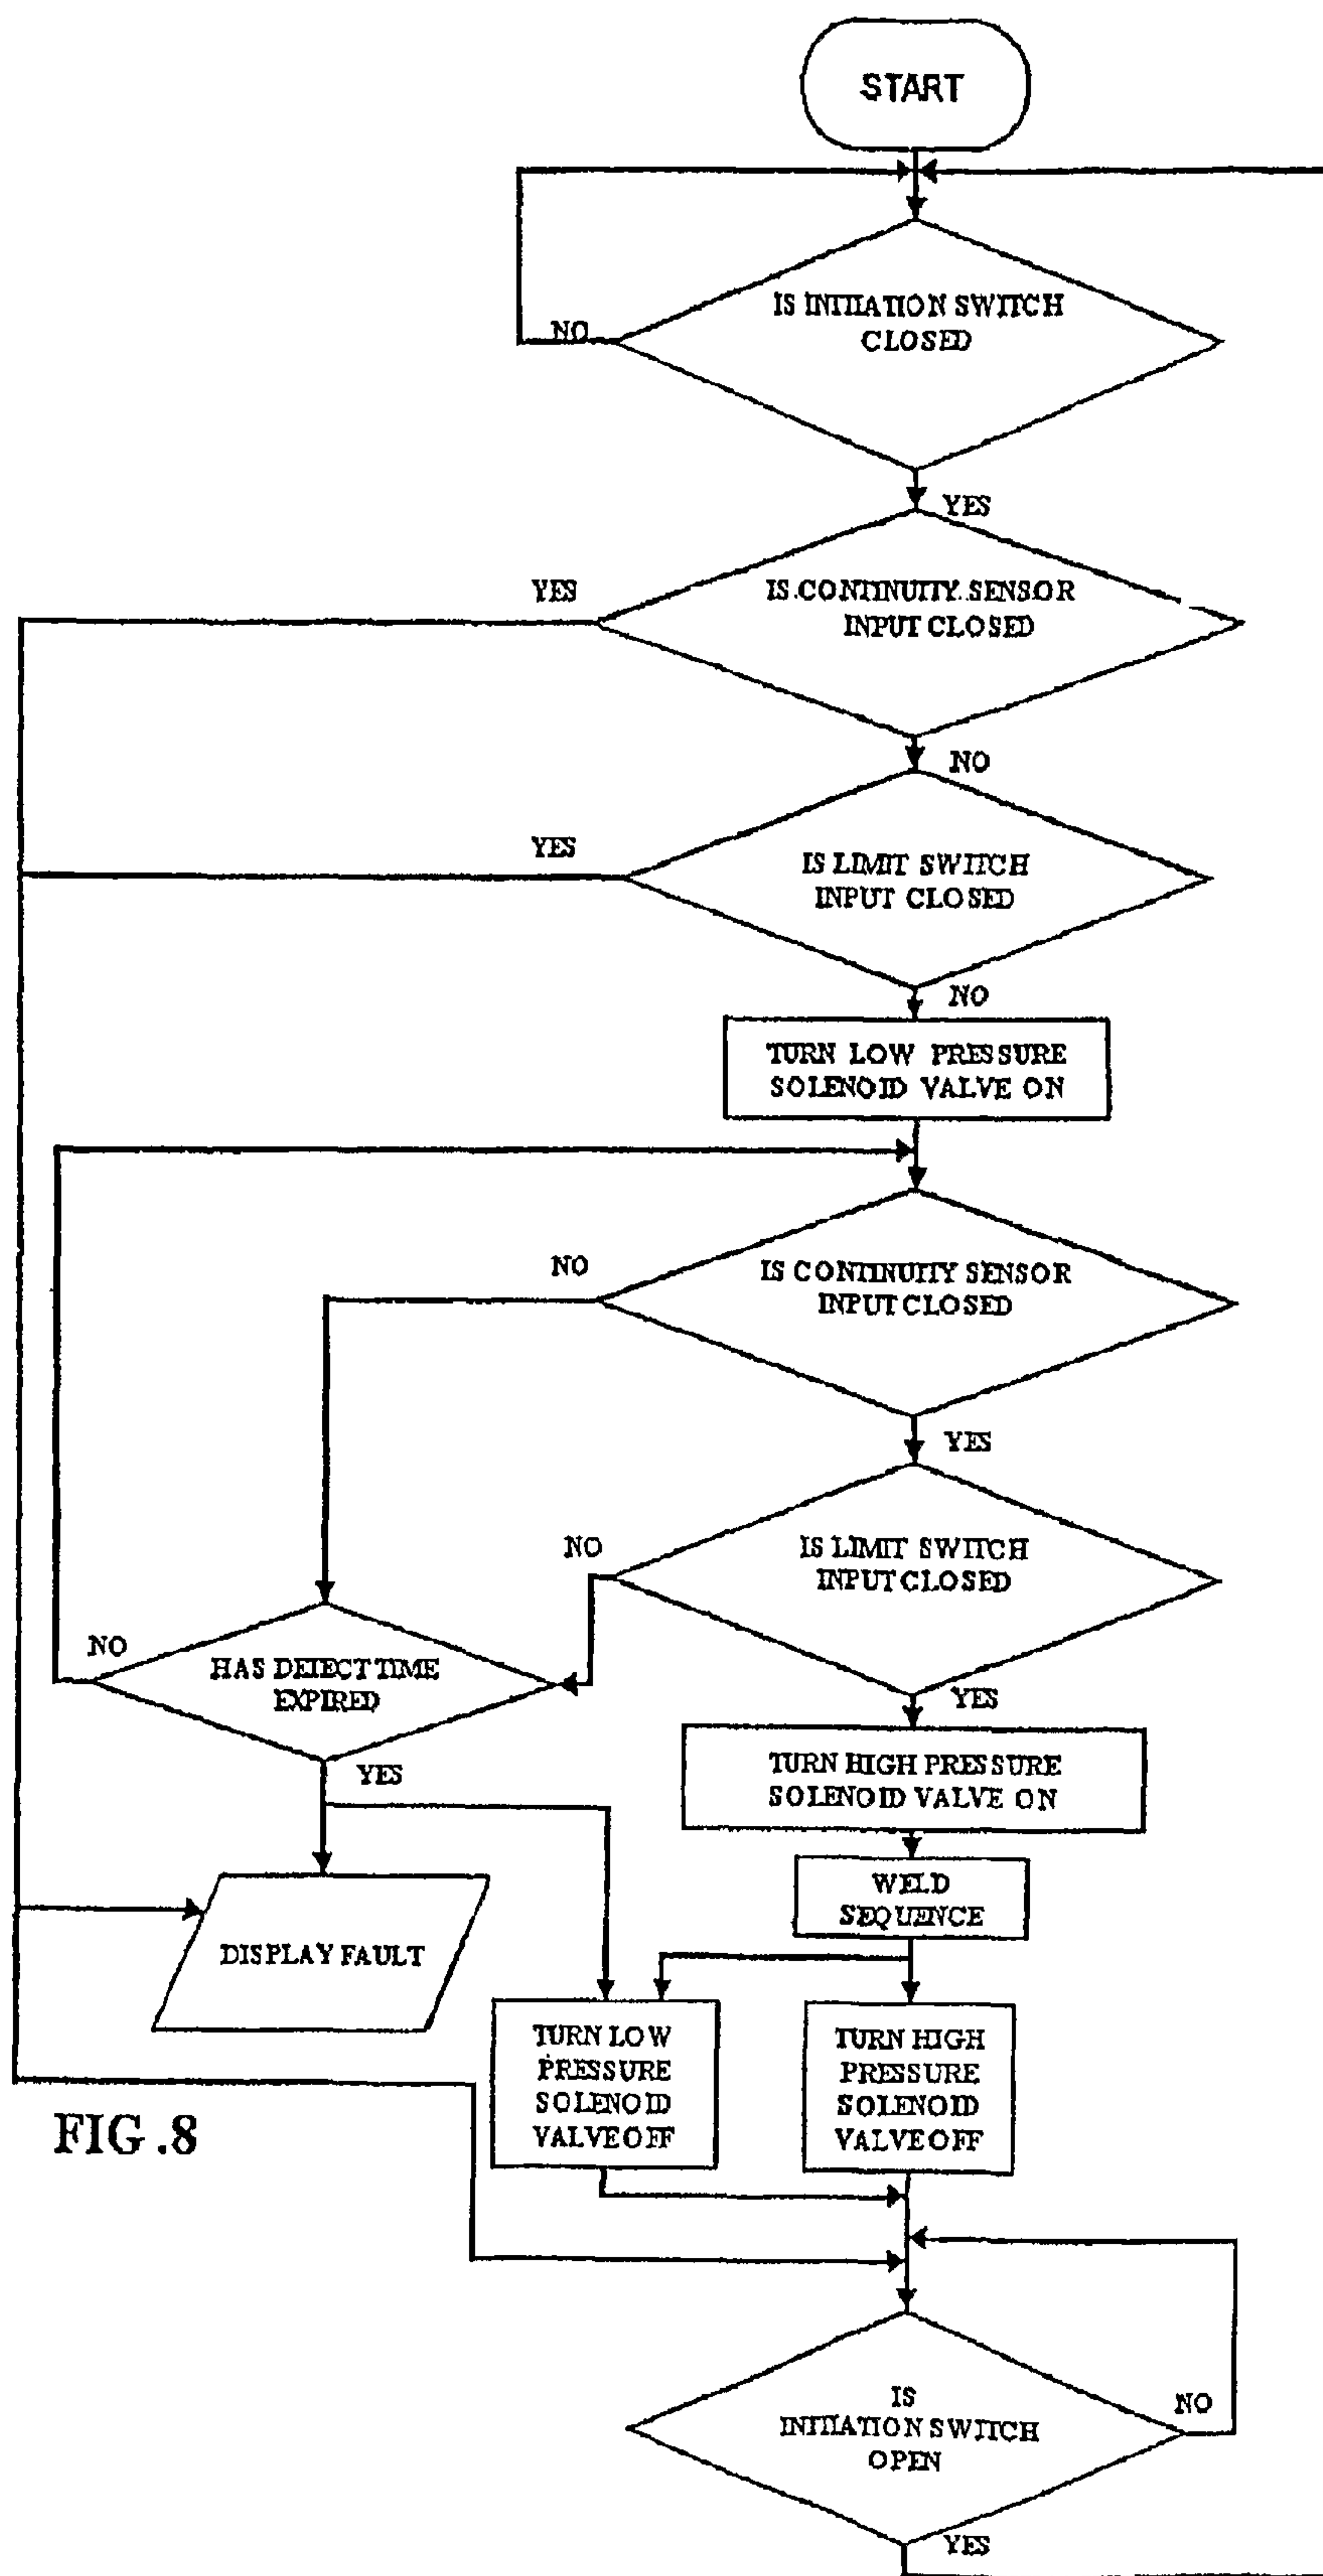 START
IS INITIATION SWITCH
CLOSED
NO
YES
YES
IS CONTINUITY SENSOR
INPUT CLOSED
NO
YES
IS LIMIT SWITCH
INPUT CLOSED
NO
TURN LOW PRESSURE
SOLENOID VALVE ON
NO
IS CONTINUITY SENSOR
INPUT CLOSED
YES
NO
IS LIMIT SWITCH
INPUT CLOSED
NO
HAS DETECT TIME
EXPIRED
YES
YES
TURN HIGH PRESSURE
SOLENOID VALVE ON
WELD
SEQUENCE
DISPLAY FAULT
TURN LOW
PRESSURE
SOLENOID
VALVE OFF
TURN HIGH
PRESSURE
SOLENOID
VALVE OFF
FIG.8
IS
INITIATION SWITCH
OPEN
NO
YES